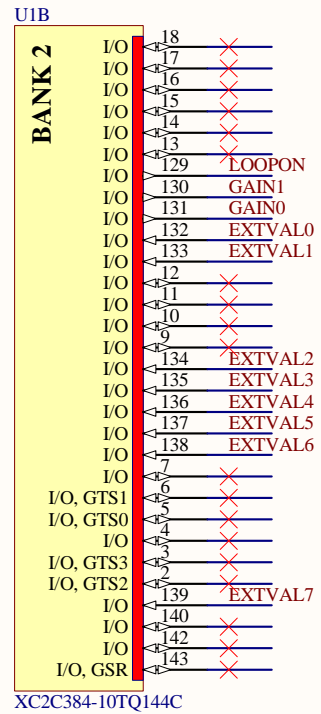 U1B
BANK 2
I/O 18
I/O 17
I/O 16
I/O 15
I/O 14
I/O 13
I/O 129 LOOPON
I/O 130 GAIN1
I/O 131 GAIN0
I/O 132 EXTVAL0
I/O 133 EXTVAL1
I/O 12
I/O 11
I/O 10
I/O 9
I/O 134 EXTVAL2
I/O 135 EXTVAL3
I/O 136 EXTVAL4
I/O 137 EXTVAL5
I/O 138 EXTVAL6
I/O 7
I/O, GTS1 6
I/O, GTS0 5
I/O 4
I/O, GTS3 3
I/O, GTS2 2
I/O 139 EXTVAL7
I/O 140
I/O 142
I/O, GSR 143
XC2C384-10TQ144C